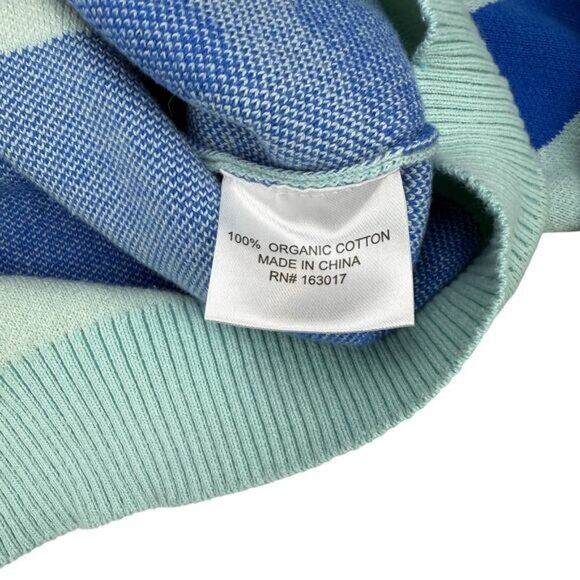 100% ORGANIC COTTON
MADE IN CHINA
RN# 163017